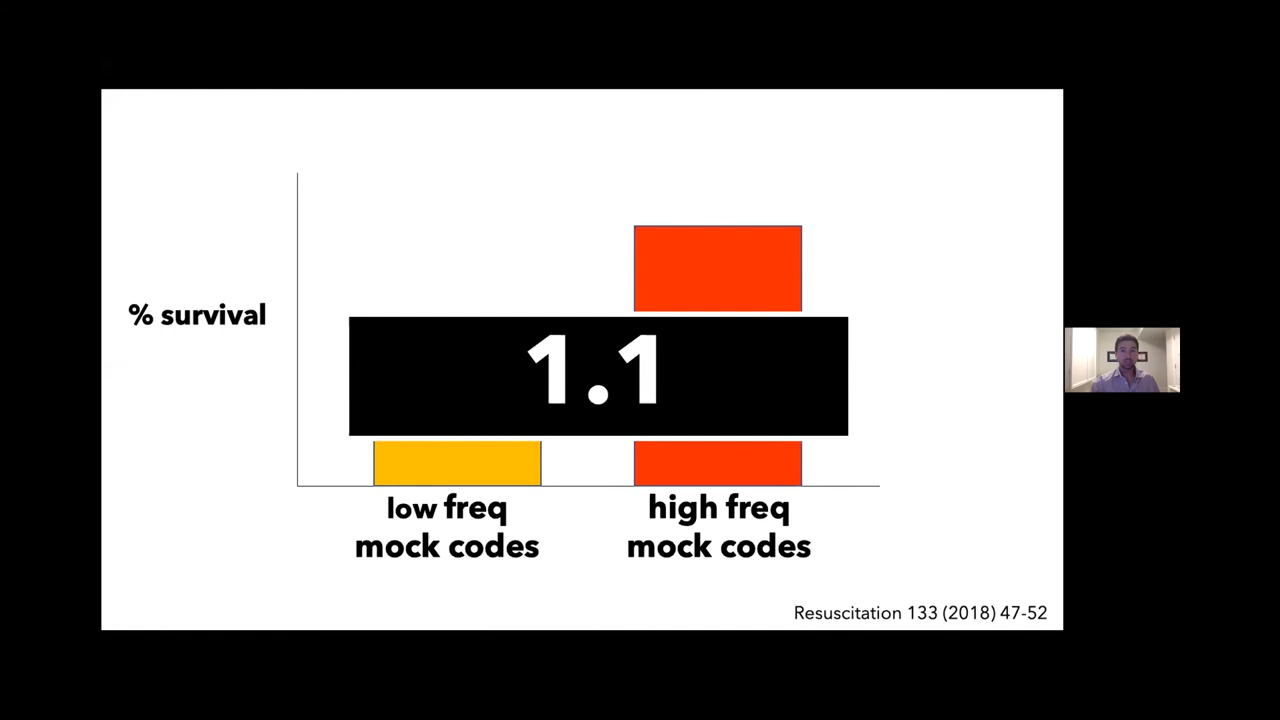 % survival
1.1
low freq
mock codes
high freq
mock codes
Resuscitation 133 (2018) 47-52